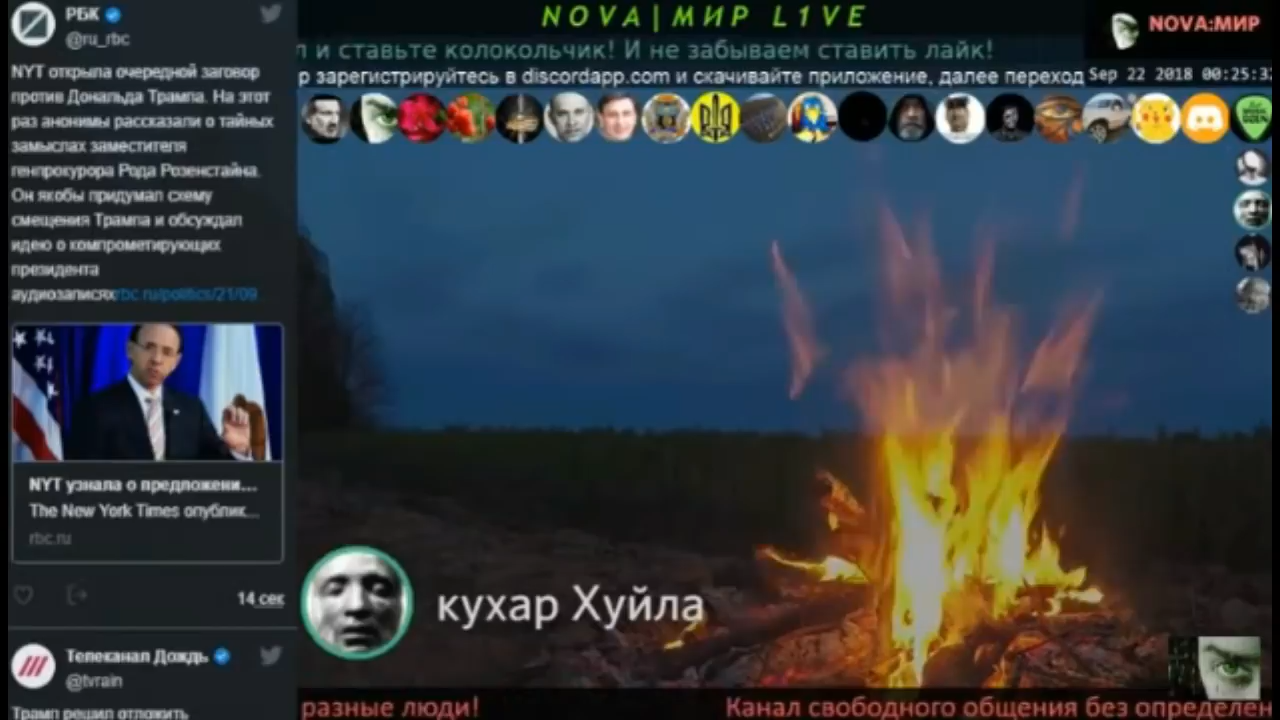 РБК
@ru_rbc
NYT открыла очередной заговор
против Дональда Трампа. На этот
раз анонимы рассказали о тайных
замыслах заместителя
генпрокурора Рода Розенстайна.
Он якобы придумал схему
смещения Трампа и обсуждал
идею о компрометирующих
президента
аудиозаписях rbc.ru/politics/21/09
NYT узнала о предложени...
The New York Times опублик...
rbc.ru
14 сек
Телеканал Дождь
@tvrain
Трамп решил отложить
NOVA|МИР L1VE
л и ставьте колокольчик! И не забываем ставить лайк!
р зарегистрируйтесь в discordapp.com и скачивайте приложение, далее переход
NOVA:МИР
Sep 22 2018 00:25:32
кухар Хуйла
разные люди!
Канал свободного общения без определен